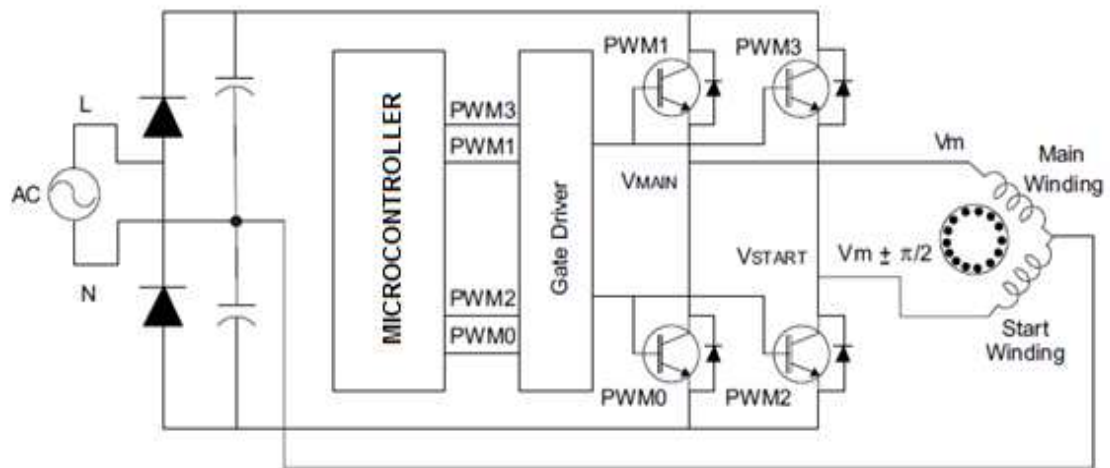 PWM1
PWM3
L
MICROCONTROLLER
PWM3
PWM1
Gate Driver
Vm
Main
Winding
AC
VMAIN
VSTART
Vm ± π/2
N
PWM2
PWM0
Start
Winding
PWM0
PWM2